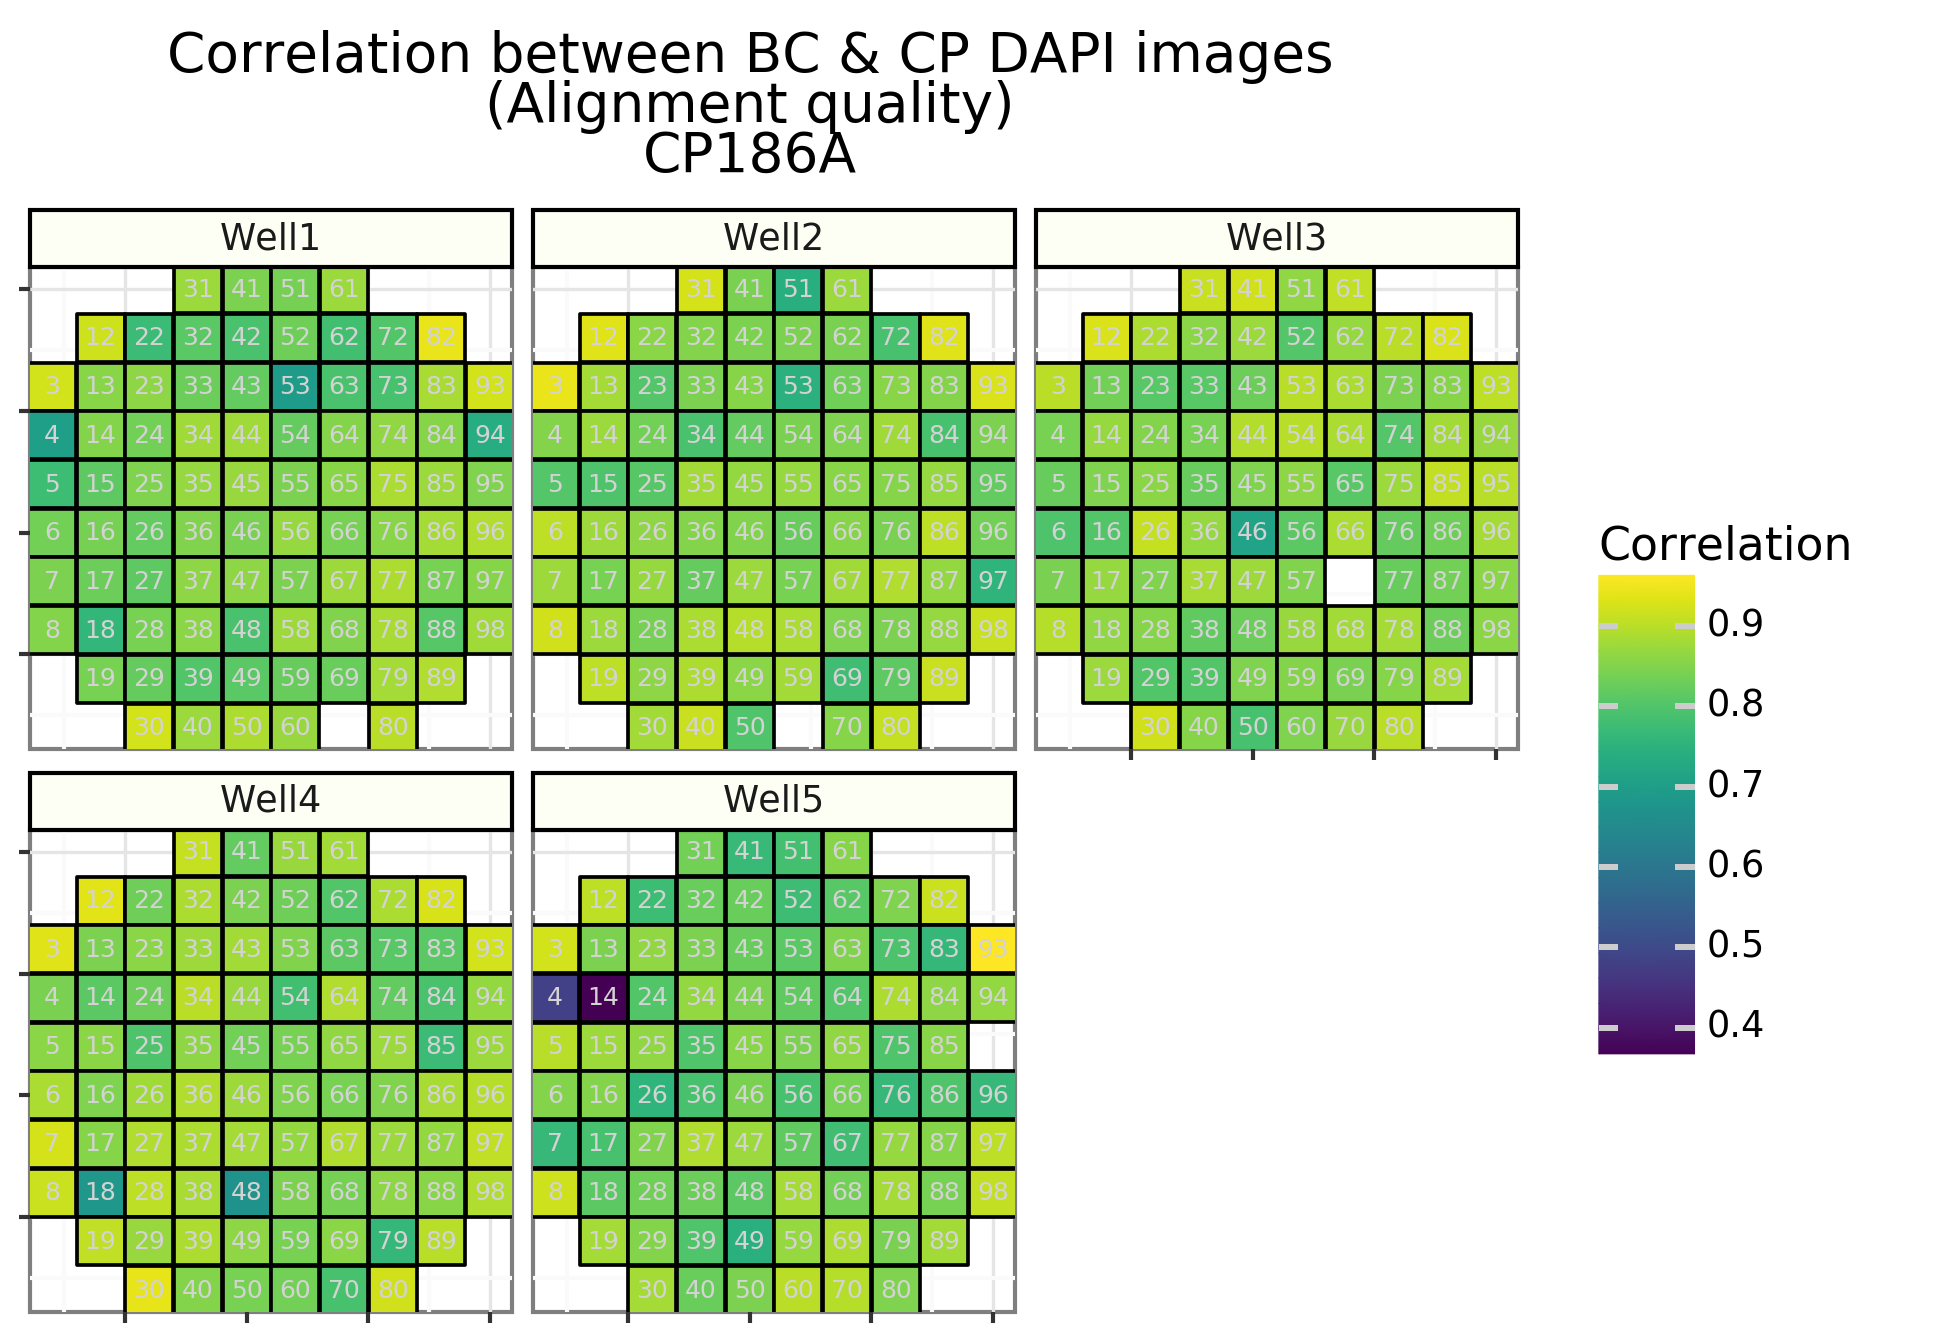 Correlation between BC & CP DAPI images
(Alignment quality)
CP186A
Well1 Well2 Well3
31 41 51 61 31 41 51 61 31 41 51 61
12 22 32 42 52 62 72 82 12 22 32 42 52 62 72 82 12 22 32 42 52 62 72 82
3 13 23 33 43 53 63 73 83 93 3 13 23 33 43 53 63 73 83 93 3 13 23 33 43 53 63 73 83 93
4 14 24 34 44 54 64 74 84 94 4 14 24 34 44 54 64 74 84 94 4 14 24 34 44 54 64 74 84 94
5 15 25 35 45 55 65 75 85 95 5 15 25 35 45 55 65 75 85 95 5 15 25 35 45 55 65 75 85 95
6 16 26 36 46 56 66 76 86 96 6 16 26 36 46 56 66 76 86 96 6 16 26 36 46 56 66 76 86 96
7 17 27 37 47 57 67 77 87 97 7 17 27 37 47 57 67 77 87 97 7 17 27 37 47 57 77 87 97
8 18 28 38 48 58 68 78 88 98 8 18 28 38 48 58 68 78 88 98 8 18 28 38 48 58 68 78 88 98
19 29 39 49 59 69 79 89 19 29 39 49 59 69 79 89 19 29 39 49 59 69 79 89
30 40 50 60 80 30 40 50 70 80 30 40 50 60 70 80
Well4 Well5
31 41 51 61 31 41 51 61
12 22 32 42 52 62 72 82 12 22 32 42 52 62 72 82
3 13 23 33 43 53 63 73 83 93 3 13 23 33 43 53 63 73 83 93
4 14 24 34 44 54 64 74 84 94 4 14 24 34 44 54 64 74 84 94
5 15 25 35 45 55 65 75 85 95 5 15 25 35 45 55 65 75 85
6 16 26 36 46 56 66 76 86 96 6 16 26 36 46 56 66 76 86 96
7 17 27 37 47 57 67 77 87 97 7 17 27 37 47 57 67 77 87 97
8 18 28 38 48 58 68 78 88 98 8 18 28 38 48 58 68 78 88 98
19 29 39 49 59 69 79 89 19 29 39 49 59 69 79 89
30 40 50 60 70 80 30 40 50 60 70 80
Correlation
0.9
0.8
0.7
0.6
0.5
0.4